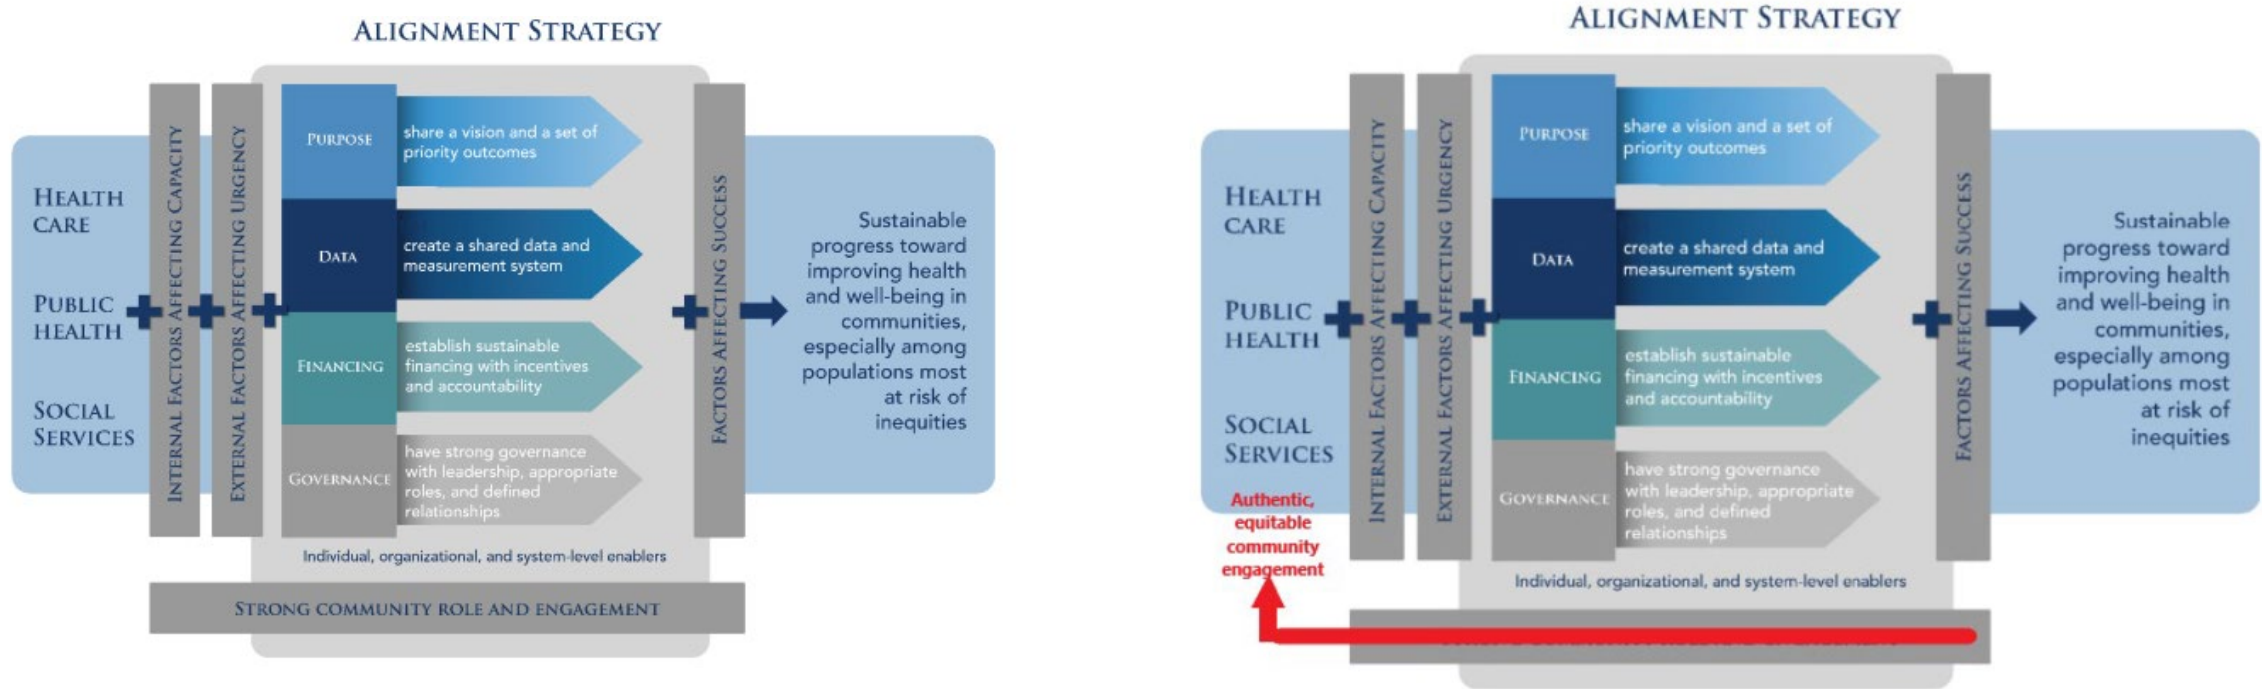 ALIGNMENT STRATEGY
HEALTH
CARE
PUBLIC
HEALTH
SOCIAL
SERVICES
INTERNAL FACTORS AFFECTING CAPACITY
EXTERNAL FACTORS AFFECTING URGENCY
PURPOSE
share a vision and a set of
priority outcomes
DATA
create a shared data and
measurement system
FINANCING
establish sustainable
financing with incentives
and accountability
GOVERNANCE
have strong governance
with leadership, appropriate
roles, and defined
relationships
Individual, organizational, and system-level enablers
STRONG COMMUNITY ROLE AND ENGAGEMENT
FACTORS AFFECTING SUCCESS
Sustainable
progress toward
improving health
and well-being in
communities,
especially among
populations most
at risk of
inequities
ALIGNMENT STRATEGY
HEALTH
CARE
PUBLIC
HEALTH
SOCIAL
SERVICES
Authentic,
equitable
community
engagement
INTERNAL FACTORS AFFECTING CAPACITY
EXTERNAL FACTORS AFFECTING URGENCY
PURPOSE
share a vision and a set of
priority outcomes
DATA
create a shared data and
measurement system
FINANCING
establish sustainable
financing with incentives
and accountability
GOVERNANCE
have strong governance
with leadership, appropriate
roles, and defined
relationships
Individual, organizational, and system-level enablers
FACTORS AFFECTING SUCCESS
Sustainable
progress toward
improving health
and well-being in
communities,
especially among
populations most
at risk of
inequities